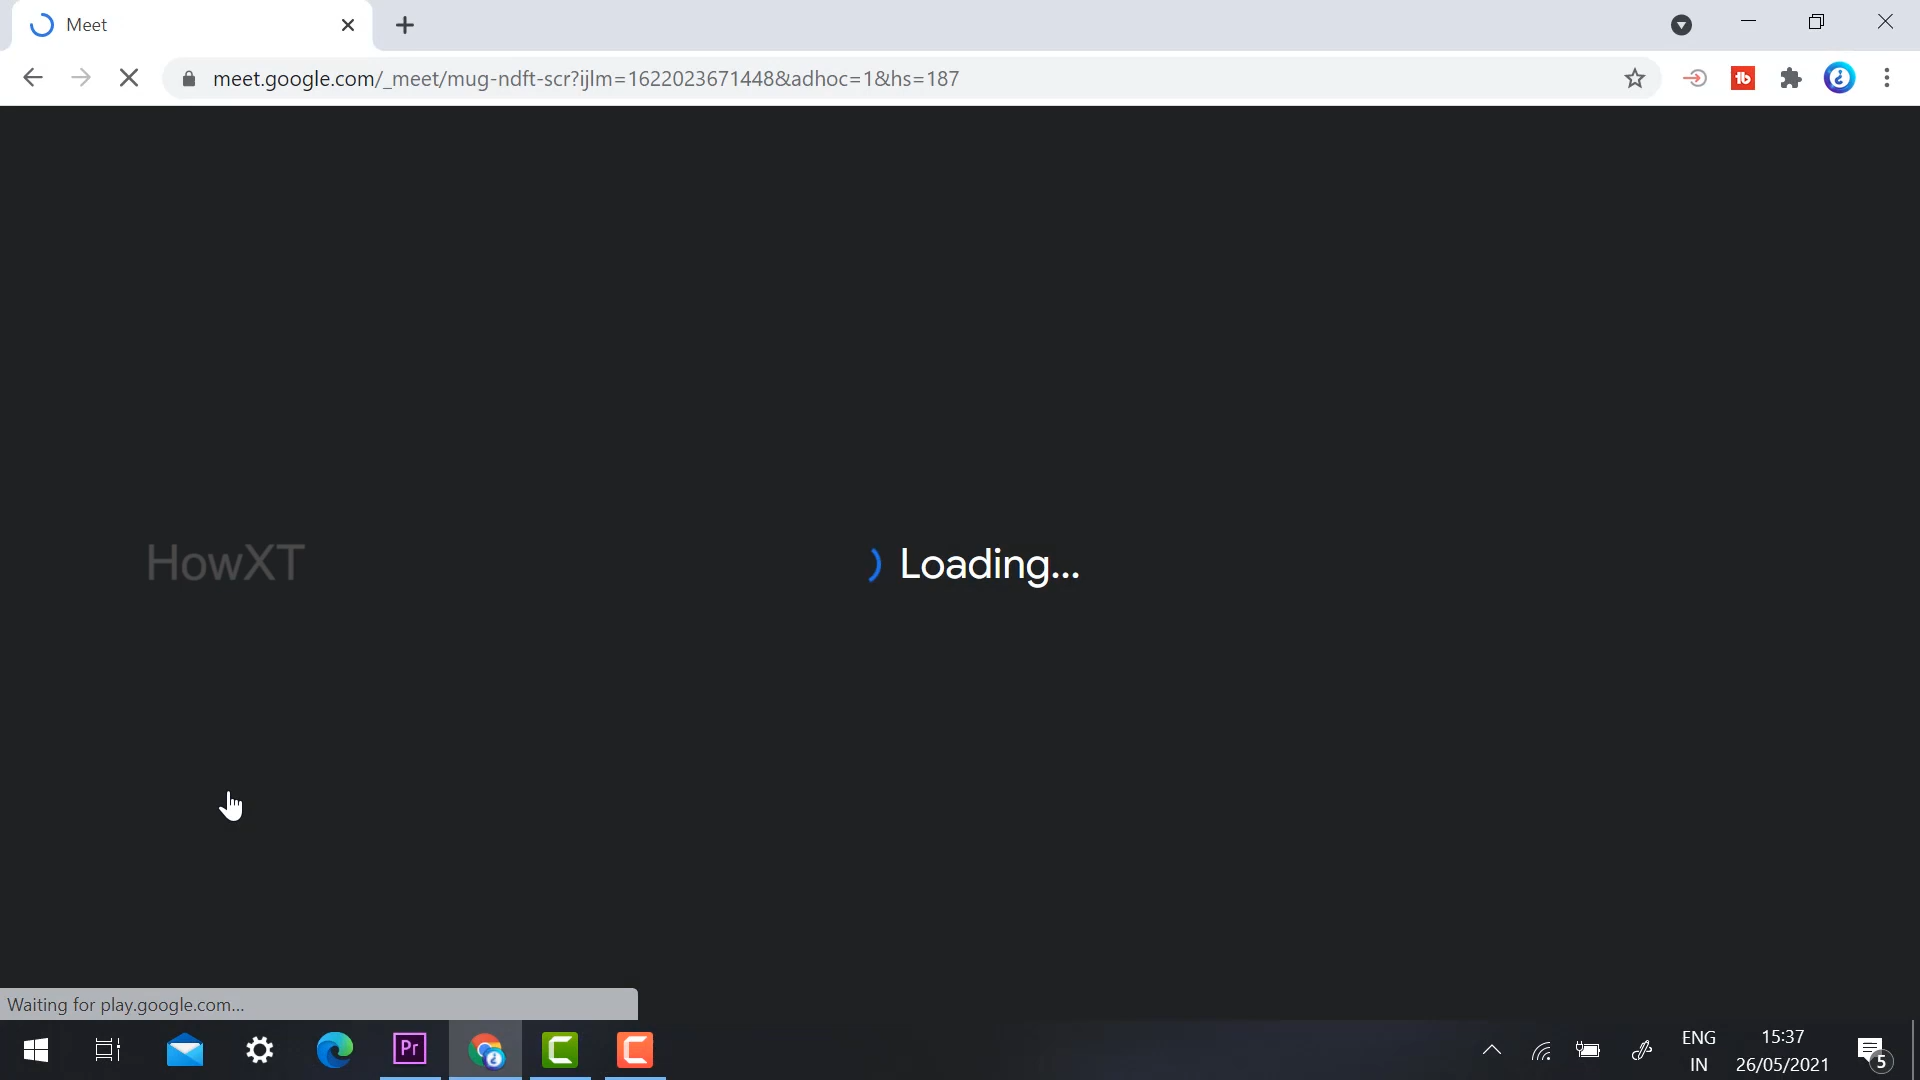 Meet
meet.google.com/_meet/mug-ndft-scr?ijlm=1622023671448&adhoc=1&hs=187
HowXT
Loading...
Waiting for play.google.com...
Pr
ENG
IN
15:37
26/05/2021
5